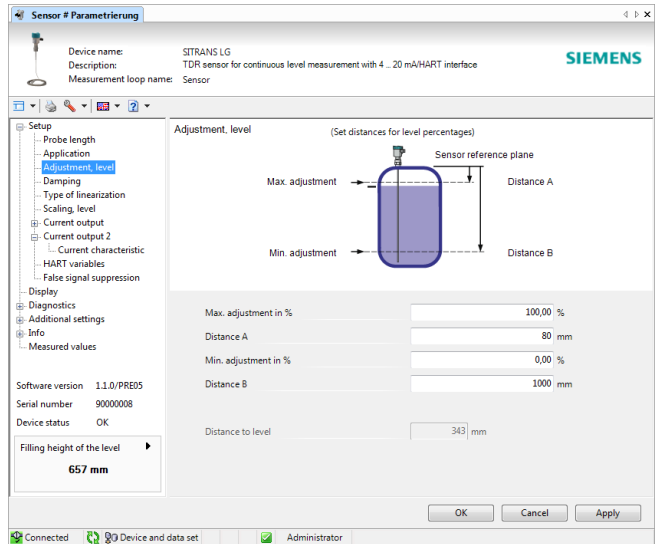 Sensor # Parametrierung
Device name: SITRANS LG
Description: TDR sensor for continuous level measurement with 4 .. 20 mA/HART interface
Measurement loop name: Sensor
SIEMENS
Setup
Probe length
Application
Adjustment, level
Damping
Type of linearization
Scaling, level
Current output
Current output 2
Current characteristic
HART variables
False signal suppression
Display
Diagnostics
Additional settings
Info
Measured values
Software version 1.1.0/PRE05
Serial number 90000008
Device status OK
Filling height of the level
657 mm
Adjustment, level
(Set distances for level percentages)
Sensor reference plane
Max. adjustment
Distance A
Min. adjustment
Distance B
Max. adjustment in % 100,00 %
Distance A 80 mm
Min. adjustment in % 0,00 %
Distance B 1000 mm
Distance to level 343 mm
OK Cancel Apply
Connected Device and data set Administrator